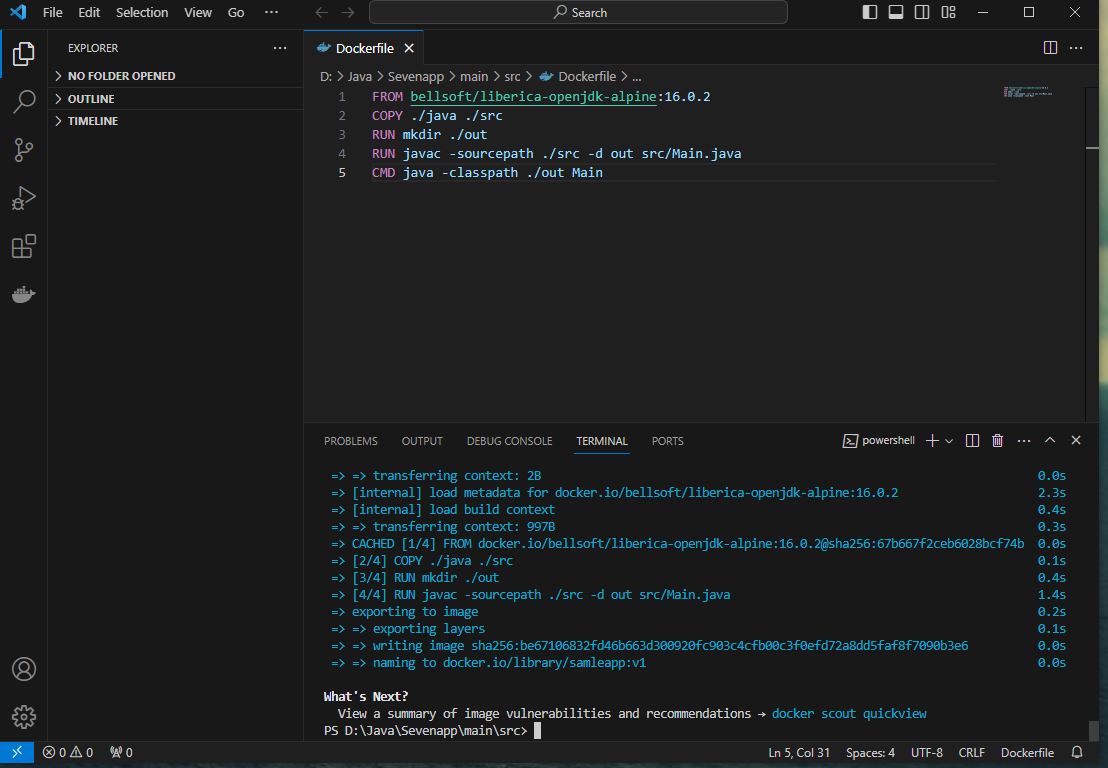 File Edit Selection View Go ... Search
EXPLORER ...
NO FOLDER OPENED
OUTLINE
TIMELINE
Dockerfile
D: > Java > Sevenapp > main > src > Dockerfile > ...
1 FROM bellsoft/liberica-openjdk-alpine:16.0.2
2 COPY ./java ./src
3 RUN mkdir ./out
4 RUN javac -sourcepath ./src -d out src/Main.java
5 CMD java -classpath ./out Main
PROBLEMS OUTPUT DEBUG CONSOLE TERMINAL PORTS powershell
=> => transferring context: 2B 0.0s
=> [internal] load metadata for docker.io/bellsoft/liberica-openjdk-alpine:16.0.2 2.3s
=> [internal] load build context 0.4s
=> => transferring context: 997B 0.3s
=> CACHED [1/4] FROM docker.io/bellsoft/liberica-openjdk-alpine:16.0.2@sha256:67b667f2ceb6028bcf74b 0.0s
=> [2/4] COPY ./java ./src 0.1s
=> [3/4] RUN mkdir ./out 0.4s
=> [4/4] RUN javac -sourcepath ./src -d out src/Main.java 1.4s
=> exporting to image 0.2s
=> => exporting layers 0.1s
=> => writing image sha256:be67106832fd46b663d300920fc903c4cfb00c3f0efd72a8dd5faf8f7090b3e6 0.0s
=> => naming to docker.io/library/samleapp:v1 0.0s
What's Next?
View a summary of image vulnerabilities and recommendations → docker scout quickview
PS D:\Java\Sevenapp\main\src>
0 0 0 Ln 5, Col 31 Spaces: 4 UTF-8 CRLF Dockerfile